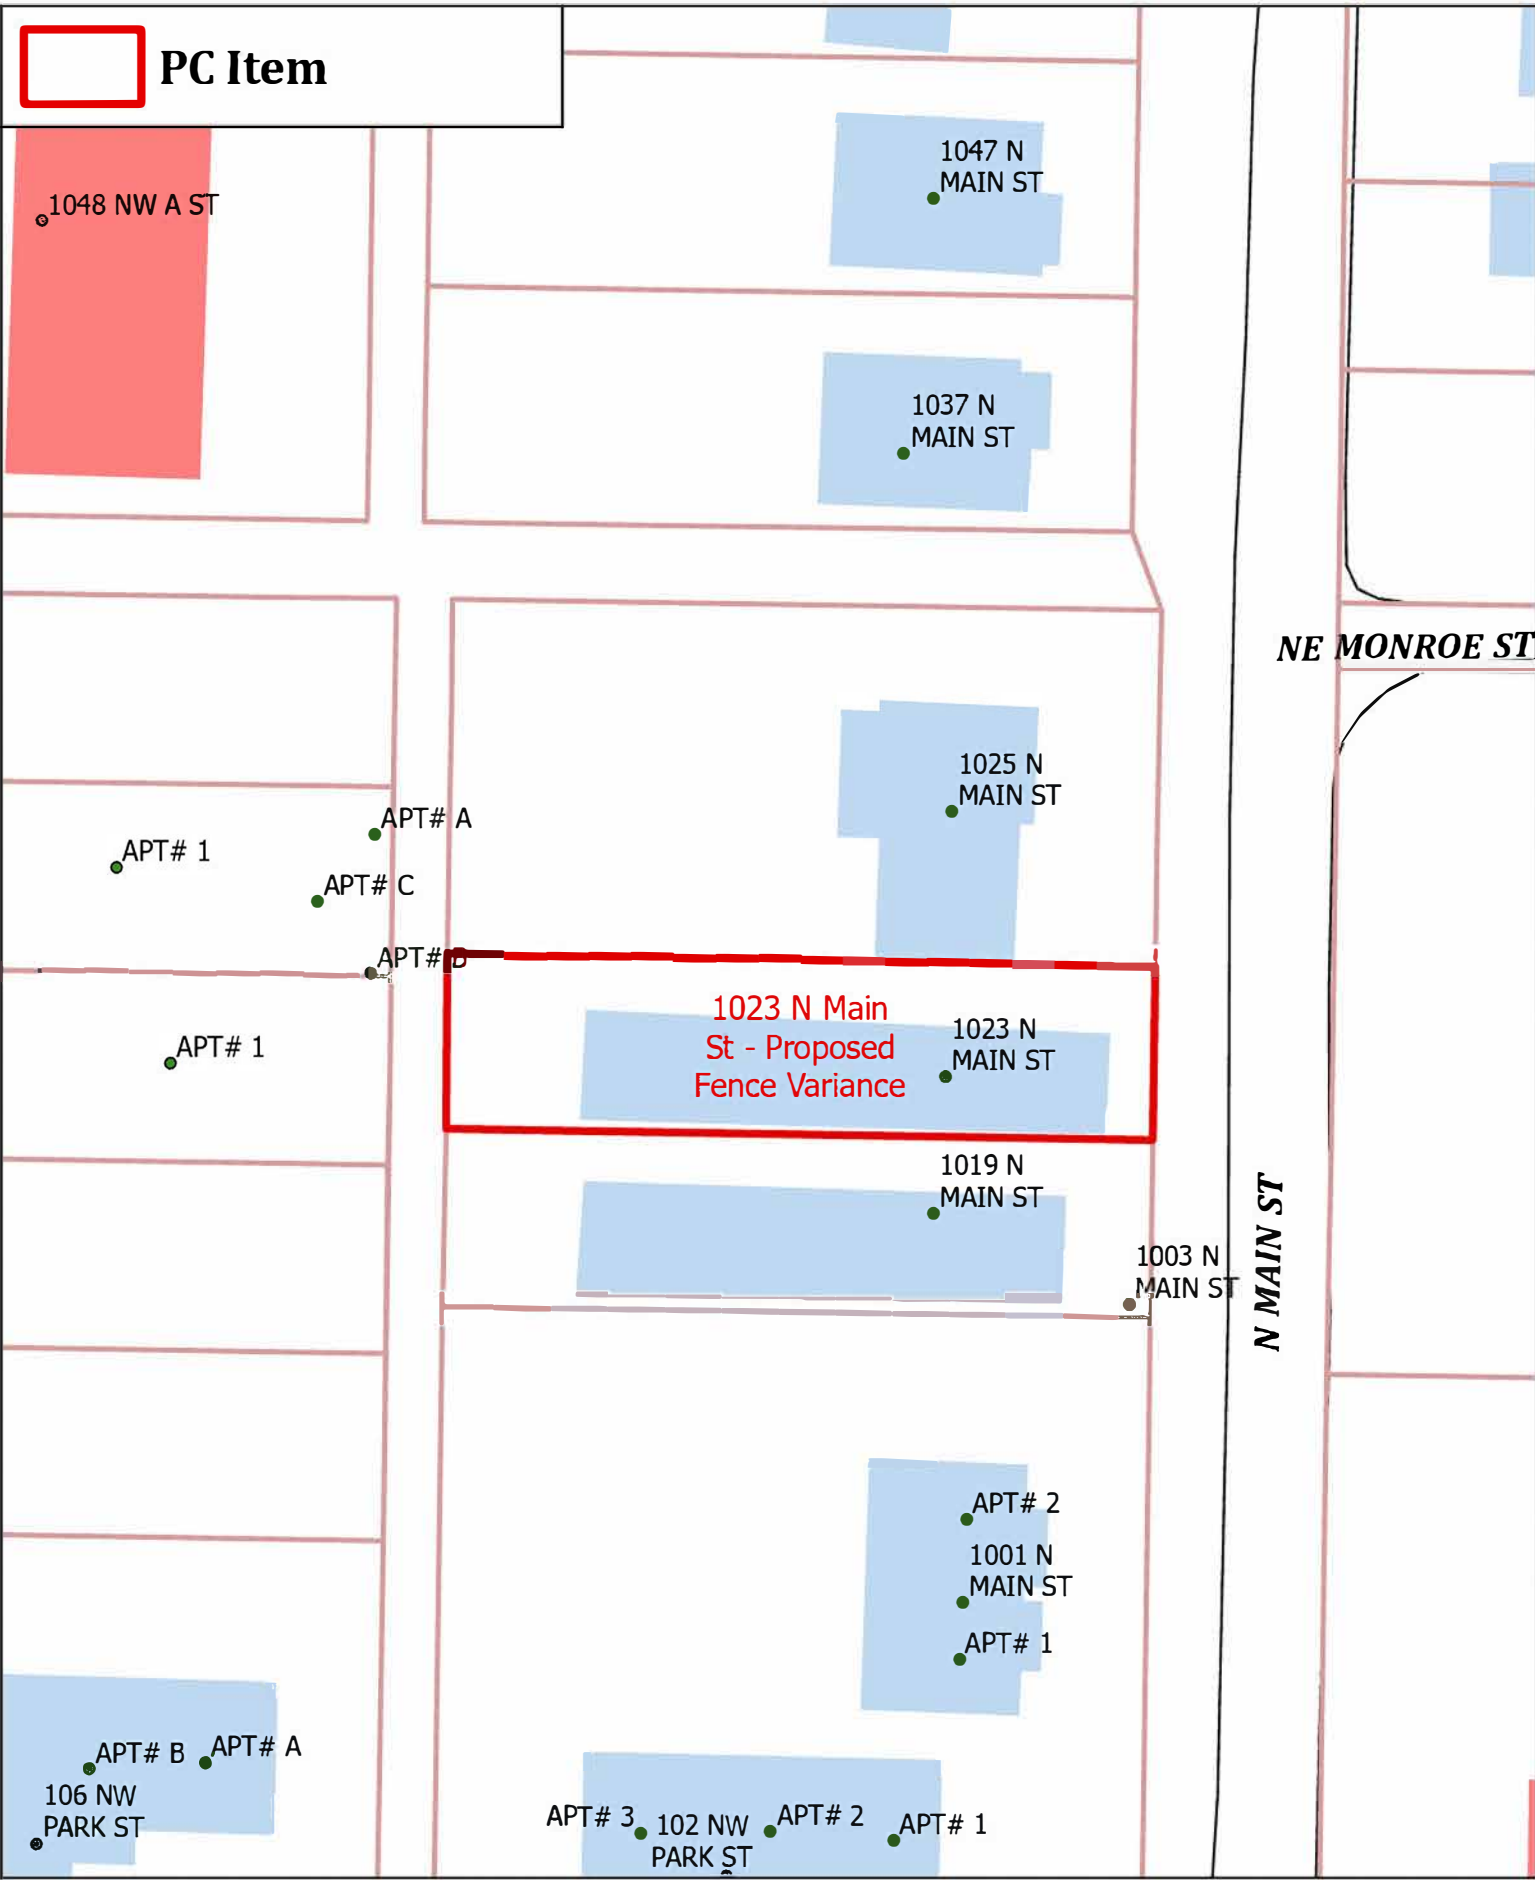 PC Item
1047 N
MAIN ST
1048 NW A ST
1037 N
MAIN ST
NE MONROE ST
1025 N
MAIN ST
APT# A
APT# 1
APT# C
APT# B
1023 N Main
St - Proposed
Fence Variance
1023 N
MAIN ST
APT# 1
1019 N
MAIN ST
1003 N
MAIN ST
N MAIN ST
APT# 2
1001 N
MAIN ST
APT# 1
APT# B
APT# A
106 NW
PARK ST
APT# 3
102 NW
PARK ST
APT# 2
APT# 1